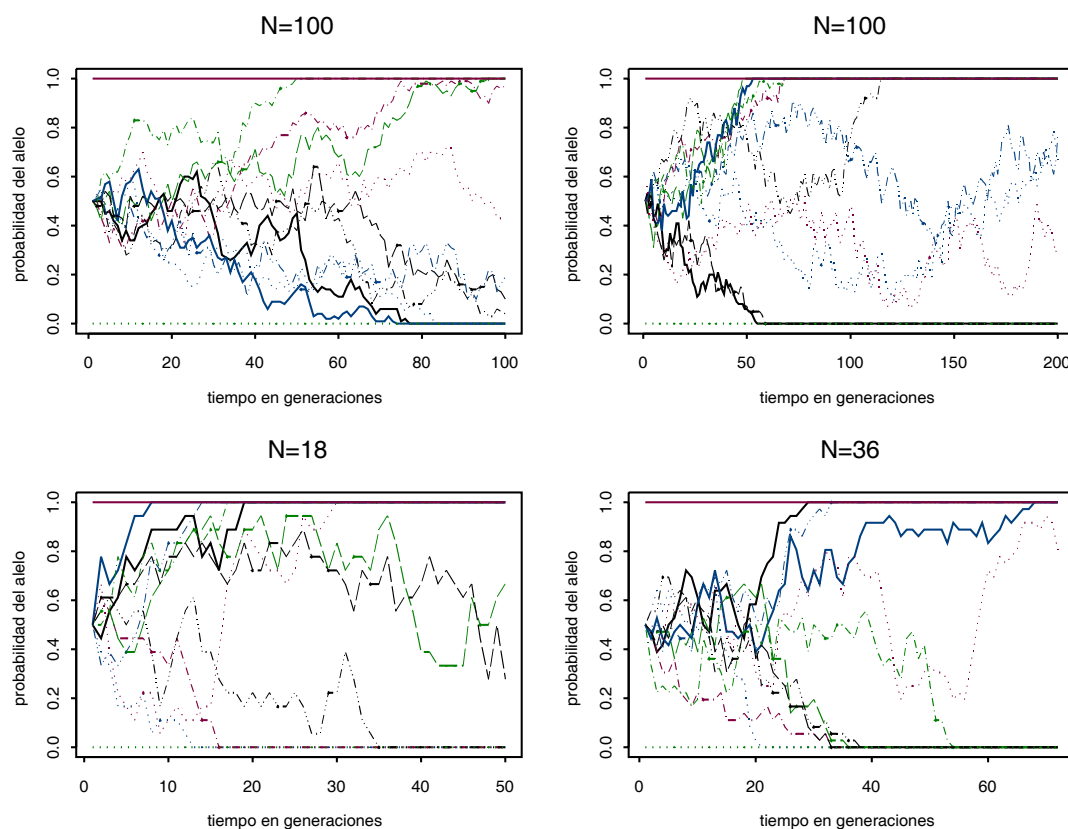 N=100
probabilidad del alelo
1.0
0.8
0.6
0.4
0.2
0.0
0 20 40 60 80 100
tiempo en generaciones
N=100
probabilidad del alelo
1.0
0.8
0.6
0.4
0.2
0.0
0 50 100 150 200
tiempo en generaciones
N=18
probabilidad del alelo
1.0
0.8
0.6
0.4
0.2
0.0
0 10 20 30 40 50
tiempo en generaciones
N=36
probabilidad del alelo
1.0
0.8
0.6
0.4
0.2
0.0
0 20 40 60
tiempo en generaciones